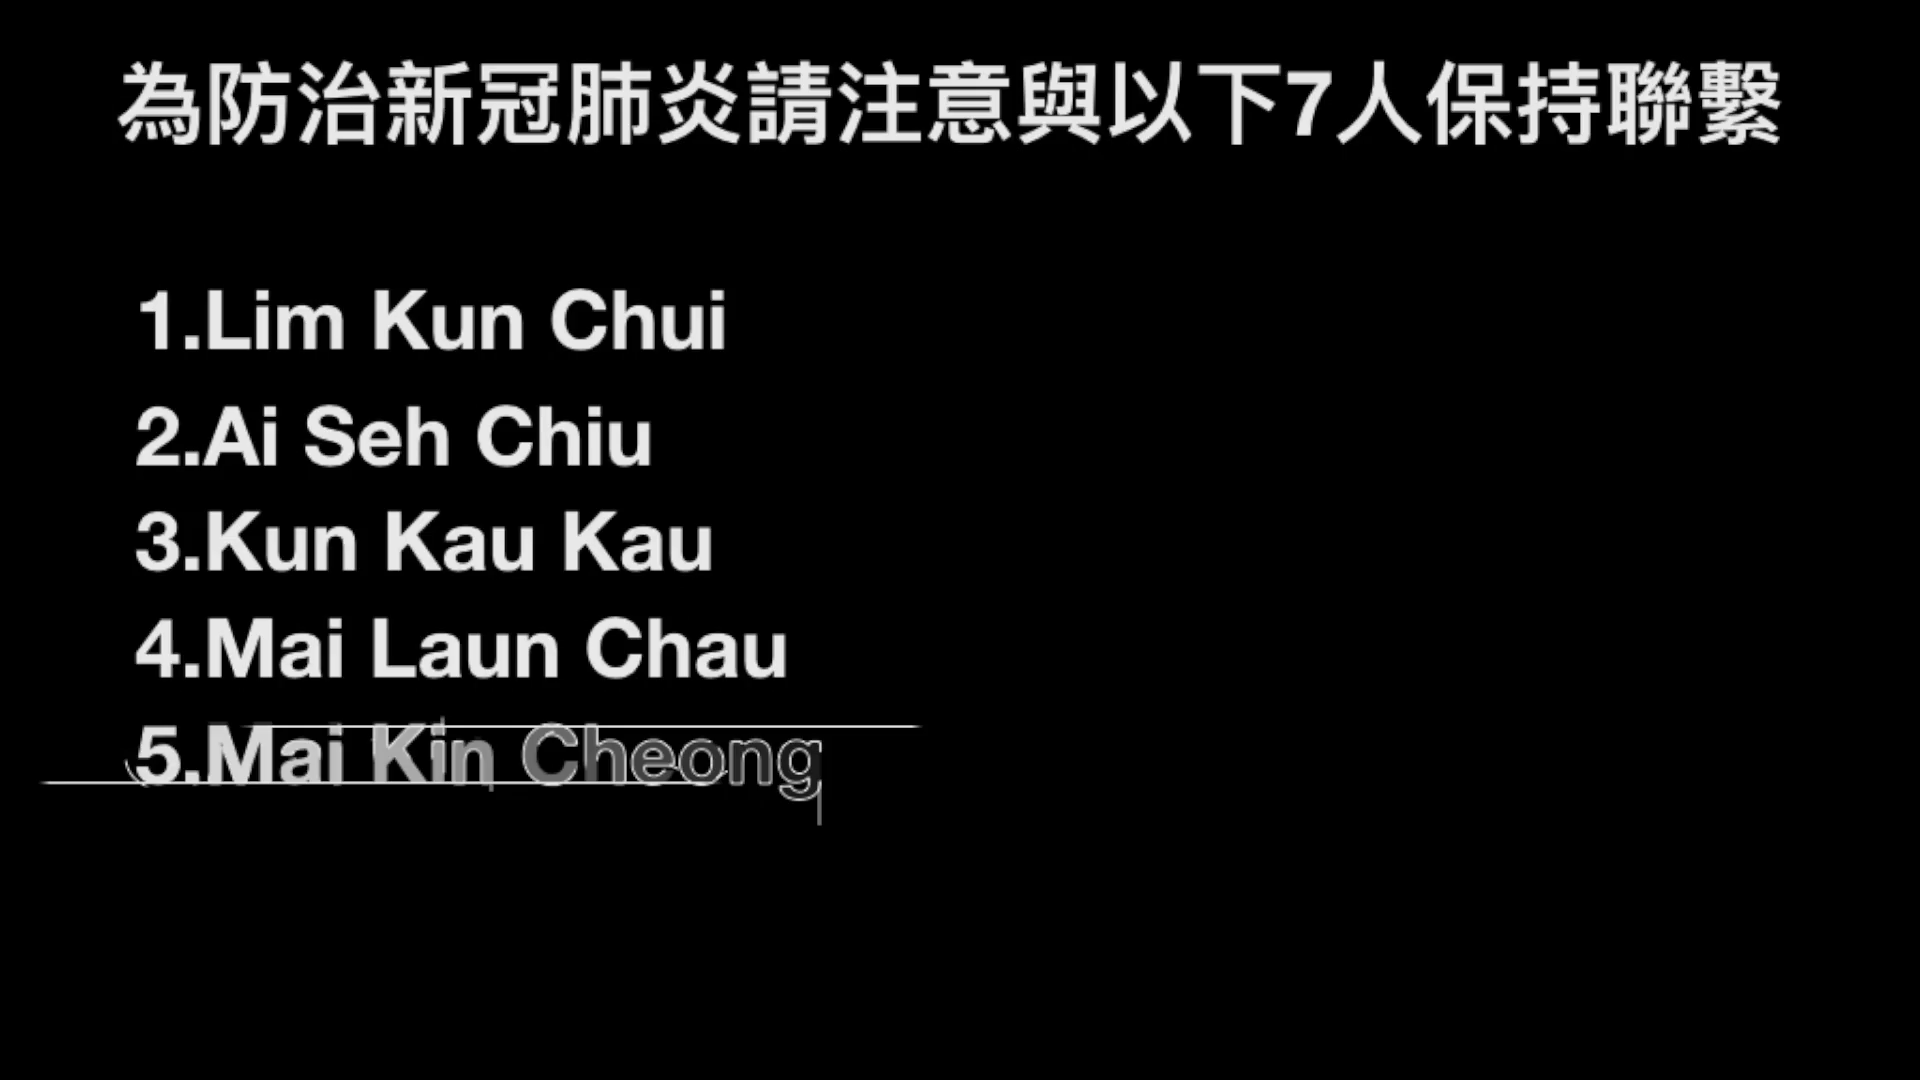 為防治新冠肺炎請注意與以下7人保持聯繫
1.Lim Kun Chui
2.Ai Seh Chiu
3.Kun Kau Kau
4.Mai Laun Chau
5.Mai Kin Cheong